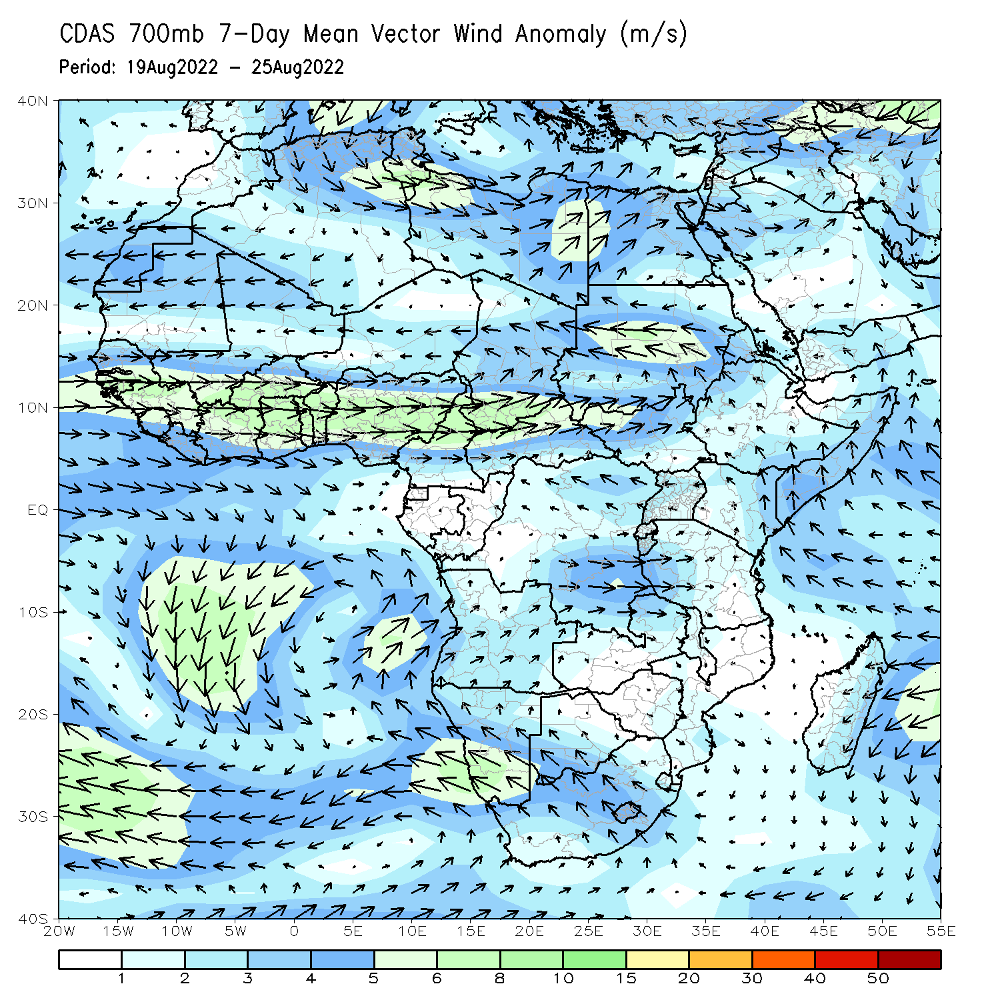 CDAS 700mb 7-Day Mean Vector Wind Anomaly (m/s)
Period: 19Aug2022 - 25Aug2022
40N
30N
20N
10N
EQ
10S
20S
30S
40S
20W 15W 10W 5W 0 5E 10E 15E 20E 25E 30E 35E 40E 45E 50E 55E
1 2 3 4 5 6 8 10 15 20 30 40 50